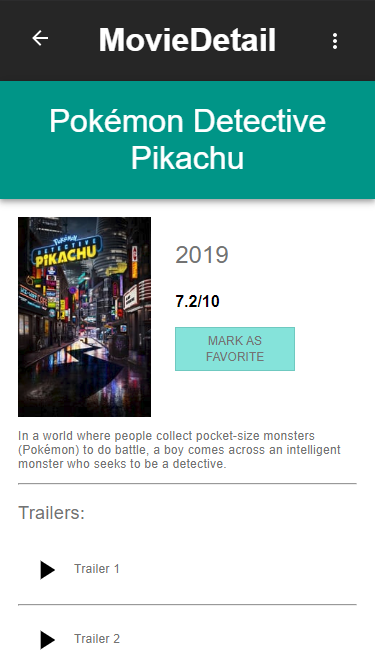 MovieDetail
Pokémon Detective
Pikachu
POKÉMON
DETECTIVE
PIKACHU
2019
7.2/10
MARK AS
FAVORITE
In a world where people collect pocket-size monsters
(Pokémon) to do battle, a boy comes across an intelligent
monster who seeks to be a detective.
Trailers:
Trailer 1
Trailer 2